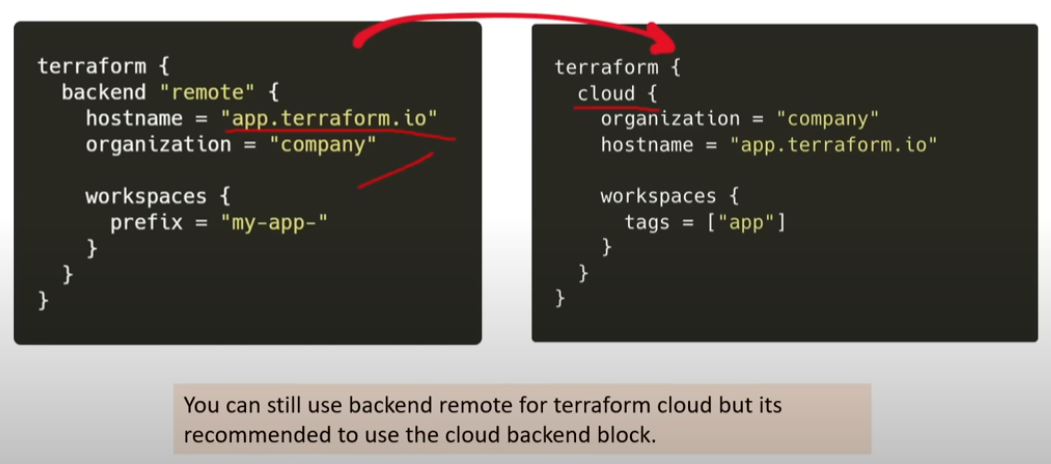 terraform {
backend "remote" {
hostname = "app.terraform.io"
organization = "company"
workspaces {
prefix = "my-app-"
}
}
}
terraform {
cloud {
organization = "company"
hostname = "app.terraform.io"
workspaces {
tags = ["app"]
}
}
}
You can still use backend remote for terraform cloud but its
recommended to use the cloud backend block.